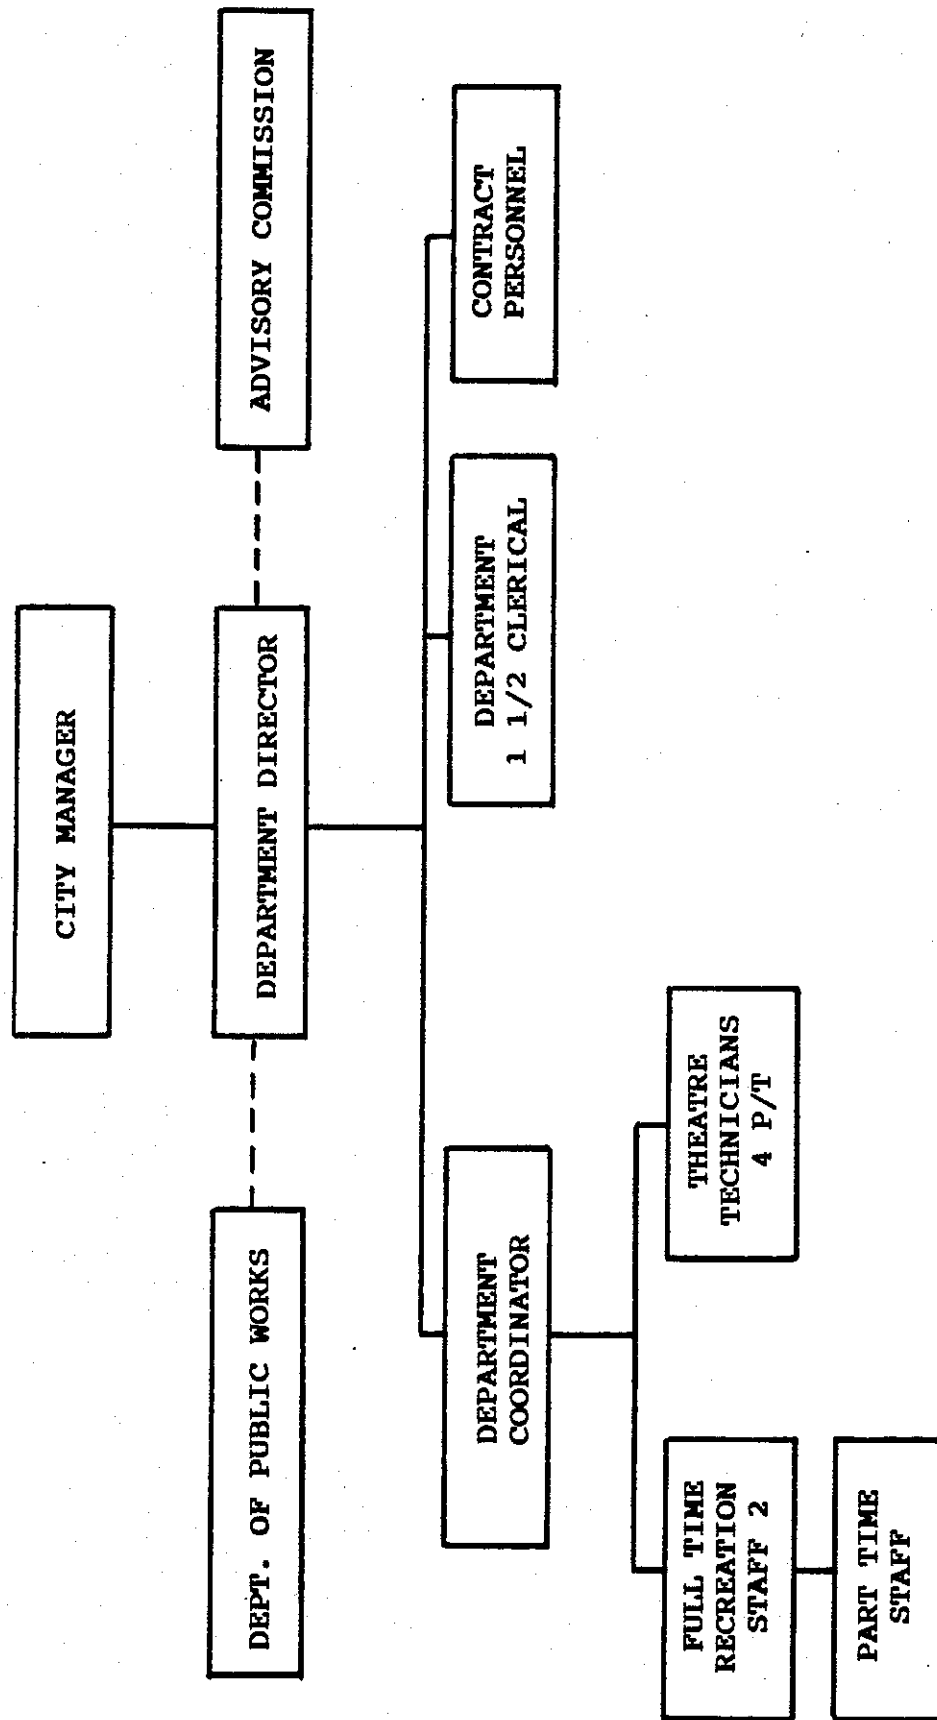 CITY MANAGER
DEPT. OF PUBLIC WORKS
DEPARTMENT DIRECTOR
ADVISORY COMMISSION
DEPARTMENT
COORDINATOR
DEPARTMENT
1 1/2 CLERICAL
CONTRACT
PERSONNEL
FULL TIME
RECREATION
STAFF 2
THEATRE
TECHNICIANS
4 P/T
PART TIME
STAFF